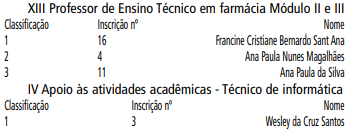 XIII Professor de Ensino Técnico em farmácia Módulo II e III
Classificação Inscrição nº Nome
1 16 Francine Cristiane Bernardo Sant Ana
2 4 Ana Paula Nunes Magalhães
3 11 Ana Paula da Silva
IV Apoio às atividades acadêmicas - Técnico de informática
Classificação Inscrição nº Nome
1 3 Wesley da Cruz Santos